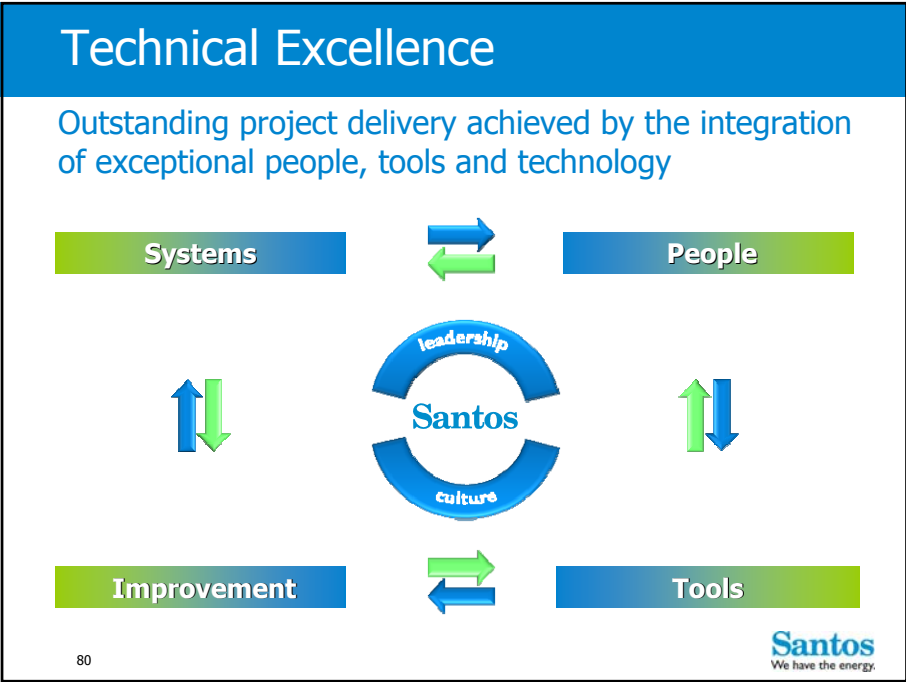 Technical Excellence
Outstanding project delivery achieved by the integration
of exceptional people, tools and technology
Systems
People
leadership
Santos
culture
Improvement
Tools
80
Santos
We have the energy.